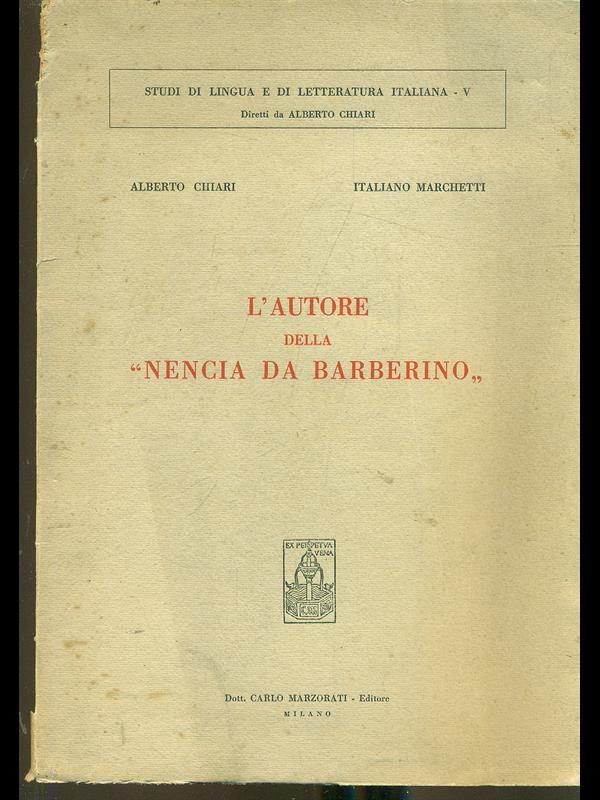 STUDI DI LINGUA E DI LETTERATURA ITALIANA - V
Diretti da ALBERTO CHIARI
ALBERTO CHIARI ITALIANO MARCHETTI
L'AUTORE
DELLA
“NENCIA DA BARBERINO„
EX PERPETVA
VENA
Dott. CARLO MARZORATI - Editore
MILANO